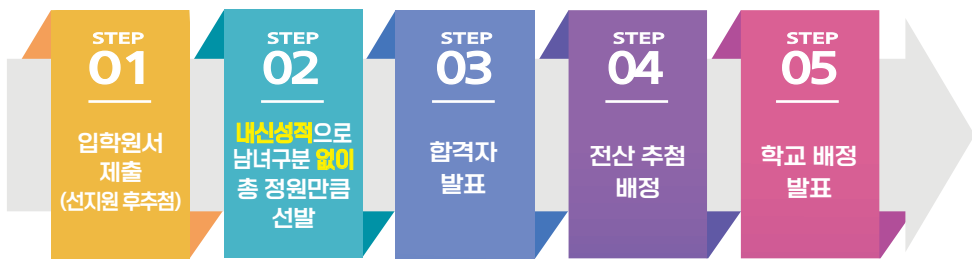 STEP
01
입학원서
제출
(선지원 후추첨)
STEP
02
내신성적으로
남녀구분 없이
총 정원만큼
선발
STEP
03
합격자
발표
STEP
04
전산 추첨
배정
STEP
05
학교 배정
발표